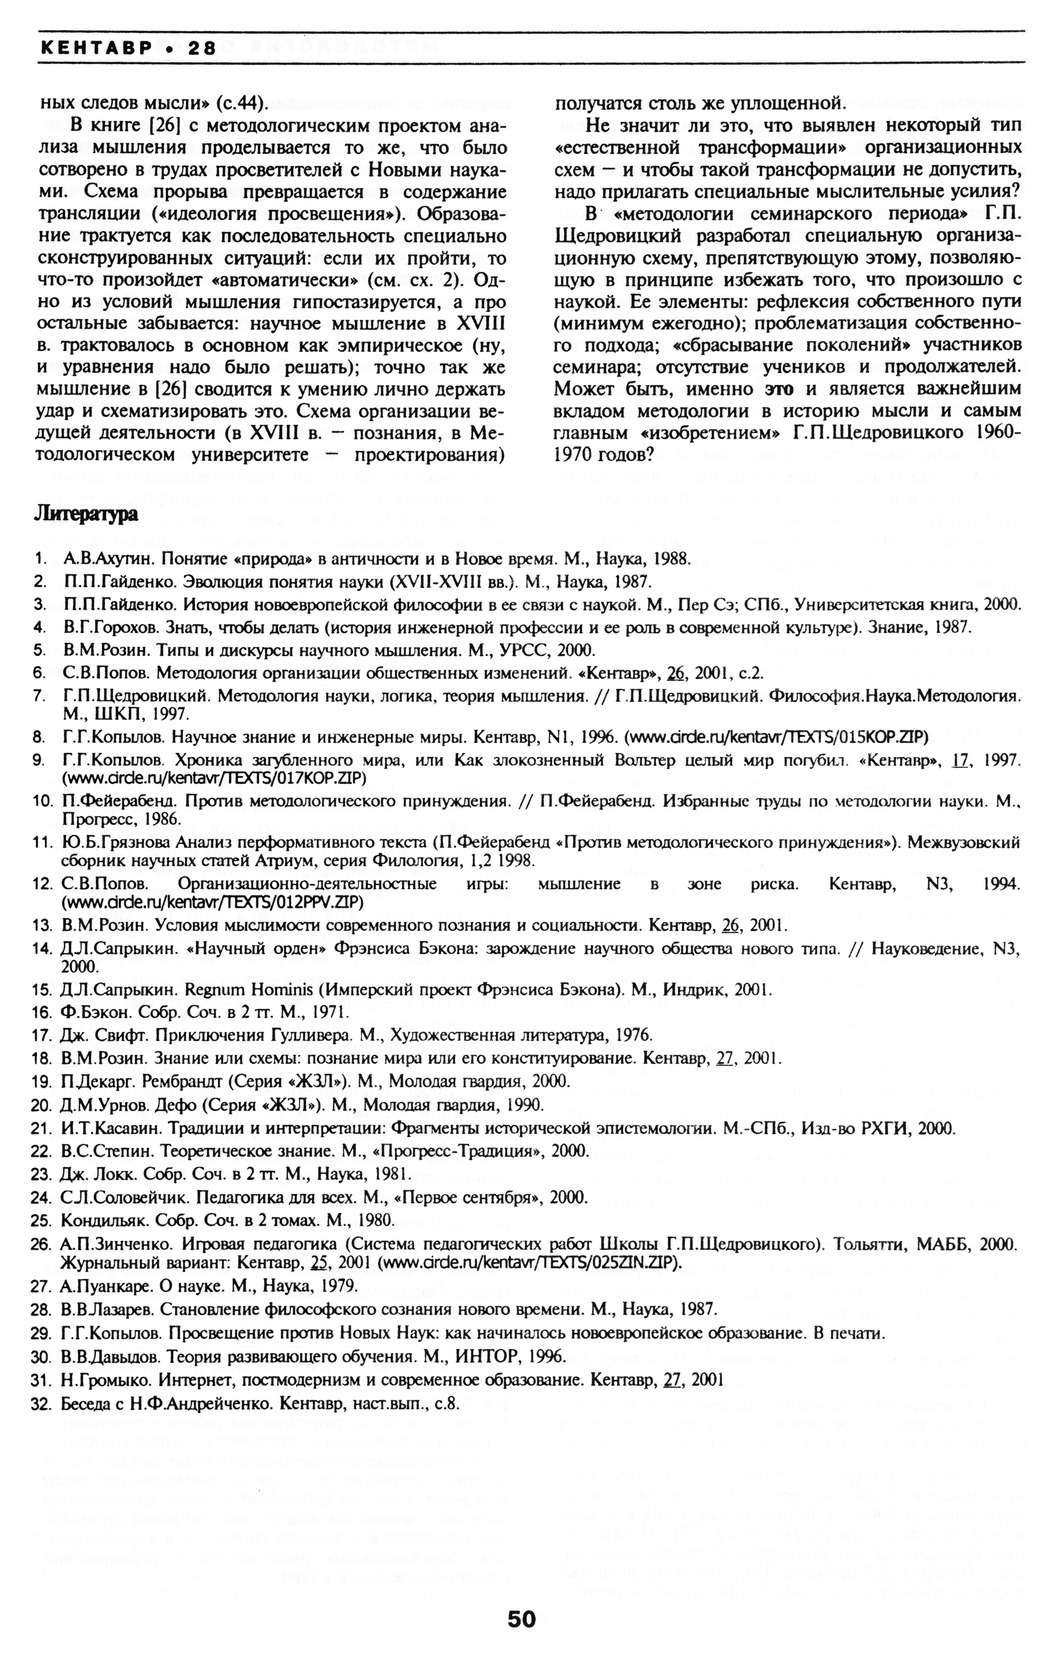 КЕНТАВР • 28
ных следов мысли» (с.44).
В книге [26] с методологическим проектом ана-
лиза мышления проделывается то же, что было
сотворено в трудах просветителей с Новыми наука-
ми. Схема прорыва превращается в содержание
трансляции («идеология просвещения»). Образова-
ние трактуется как последовательность специально
сконструированных ситуаций: если их пройти, то
что-то произойдет «автоматически» (см. сх. 2). Од-
но из условий мышления гипостазируется, а про
остальные забывается: научное мышление в XVIII
в. трактовалось в основном как эмпирическое (ну,
и уравнения надо было решать); точно так же
мышление в [26] сводится к умению лично держать
удар и схематизировать это. Схема организации ве-
дущей деятельности (в XVIII в. — познания, в Ме-
тодологическом университете — проектирования)
получатся столь же уплощенной.
Не значит ли это, что выявлен некоторый тип
«естественной трансформации» организационных
схем — и чтобы такой трансформации не допустить,
надо прилагать специальные мыслительные усилия?
В «методологии семинарского периода» Г.П.
Щедровицкий разработал специальную организа-
ционную схему, препятствующую этому, позволяю-
щую в принципе избежать того, что произошло с
наукой. Ее элементы: рефлексия собственного пути
(минимум ежегодно); проблематизация собственно-
го подхода; «сбрасывание поколений» участников
семинара; отсутствие учеников и продолжателей.
Может быть, именно это и является важнейшим
вкладом методологии в историю мысли и самым
главным «изобретением» Г.П.Щедровицкого 1960-
1970 годов?
Литература
1. А.В.Ахутин. Понятие «природа» в античности и в Новое время. М., Наука, 1988.
2. П.П.Гайденко. Эволюция понятия науки (XVII-XVIII вв.). М., Наука, 1987.
3. П.П.Гайденко. История новоевропейской философии в ее связи с наукой. М., Пер Сэ; СПб., Университетская книга, 2000.
4. В.Г.Горохов. Знать, чтобы делать (история инженерной профессии и ее роль в современной культуре). Знание, 1987.
5. В.М.Розин. Типы и дискурсы научного мышления. М., УРСС, 2000.
6. С.В.Попов. Методология организации общественных изменений. «Кентавр», 26, 2001, с.2.
7. Г.П.Щедровицкий. Методология науки, логика, теория мышления. // Г.П.Щедровицкий. Философия.Наука.Методология.
М., ШКП, 1997.
8. Г.Г.Копылов. Научное знание и инженерные миры. Кентавр, N1, 1996. (www.circle.ru/kentavr/TEXTS/015KOP.ZIP)
9. Г.Г.Копылов. Хроника загубленного мира, или Как злокозненный Вольтер целый мир погубил. «Кентавр», 17, 1997.
(www.circle.ru/kentavr/TEXTS/017KOP.ZIP)
10. П.Фейерабенд. Против методологического принуждения. // П.Фейерабенд. Избранные труды по методологии науки. М.,
Прогресс, 1986.
11. Ю.Б.Грязнова Анализ перформативного текста (П.Фейерабенд «Против методологического принуждения»). Межвузовский
сборник научных статей Атриум, серия Филология, 1,2 1998.
12. С.В.Попов. Организационно-деятельностные игры: мышление в зоне риска. Кентавр, N3, 1994.
(www.circle.ru/kentavr/TEXTS/012PPV.ZIP)
13. В.М.Розин. Условия мыслимости современного познания и социальности. Кентавр, 26, 2001.
14. Д.Л.Сапрыкин. «Научный орден» Фрэнсиса Бэкона: зарождение научного общества нового типа. // Науковедение, N3,
2000.
15. Д.Л.Сапрыкин. Regnum Hominis (Имперский проект Фрэнсиса Бэкона). М., Индрик, 2001.
16. Ф.Бэкон. Собр. Соч. в 2 тт. М., 1971.
17. Дж. Свифт. Приключения Гулливера. М., Художественная литература, 1976.
18. В.М.Розин. Знание или схемы: познание мира или его конституирование. Кентавр, 27, 2001.
19. П.Декарг. Рембрандт (Серия «ЖЗЛ»). М., Молодая гвардия, 2000.
20. Д.М.Урнов. Дефо (Серия «ЖЗЛ»). М., Молодая гвардия, 1990.
21. И.Т.Касавин. Традиции и интерпретации: Фрагменты исторической эпистемологии. М.-СПб., Изд-во РХГИ, 2000.
22. В.С.Степин. Теоретическое знание. М., «Прогресс-Традиция», 2000.
23. Дж. Локк. Собр. Соч. в 2 тт. М., Наука, 1981.
24. С.Л.Соловейчик. Педагогика для всех. М., «Первое сентября», 2000.
25. Кондильяк. Собр. Соч. в 2 томах. М., 1980.
26. А.П.Зинченко. Игровая педагогика (Система педагогических работ Школы Г.П.Щедровицкого). Тольятти, МАББ, 2000.
Журнальный вариант: Кентавр, 25, 2001 (www.circle.ru/kentavr/TEXTS/025ZIN.ZIP).
27. А.Пуанкаре. О науке. М., Наука, 1979.
28. В.В.Лазарев. Становление философского сознания нового времени. М., Наука, 1987.
29. Г.Г.Копылов. Просвещение против Новых Наук: как начиналось новоевропейское образование. В печати.
30. В.В.Давыдов. Теория развивающего обучения. М., ИНТОР, 1996.
31. Н.Громыко. Интернет, постмодернизм и современное образование. Кентавр, 27, 2001
32. Беседа с Н.Ф.Андрейченко. Кентавр, наст.вып., с.8.
50